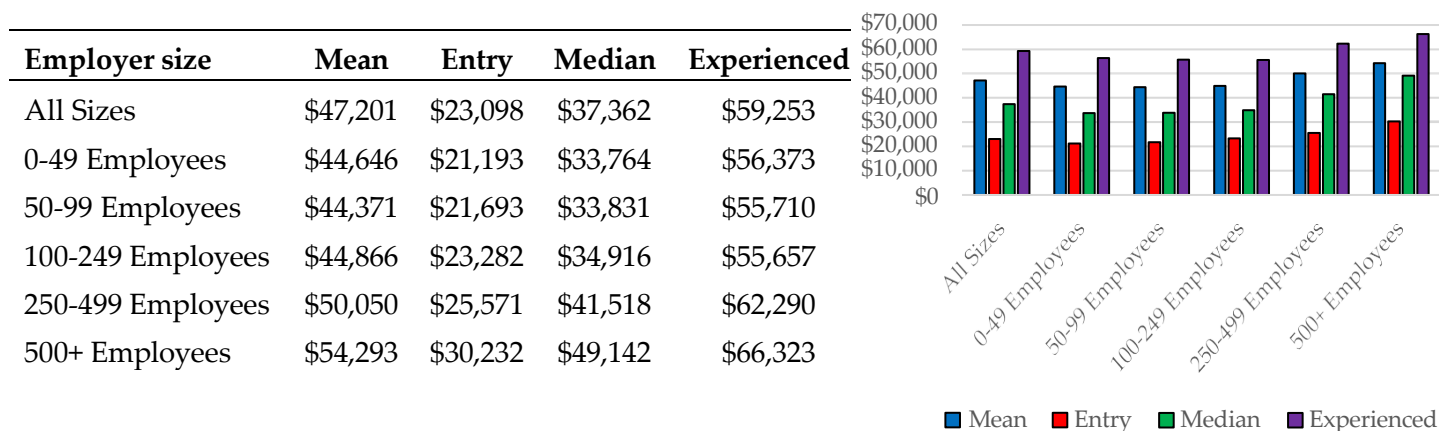 Employer size Mean Entry Median Experienced
All Sizes $47,201 $23,098 $37,362 $59,253
0-49 Employees $44,646 $21,193 $33,764 $56,373
50-99 Employees $44,371 $21,693 $33,831 $55,710
100-249 Employees $44,866 $23,282 $34,916 $55,657
250-499 Employees $50,050 $25,571 $41,518 $62,290
500+ Employees $54,293 $30,232 $49,142 $66,323
$70,000
$60,000
$50,000
$40,000
$30,000
$20,000
$10,000
$0
All Sizes
0-49 Employees
50-99 Employees
100-249 Employees
250-499 Employees
500+ Employees
Mean Entry Median Experienced